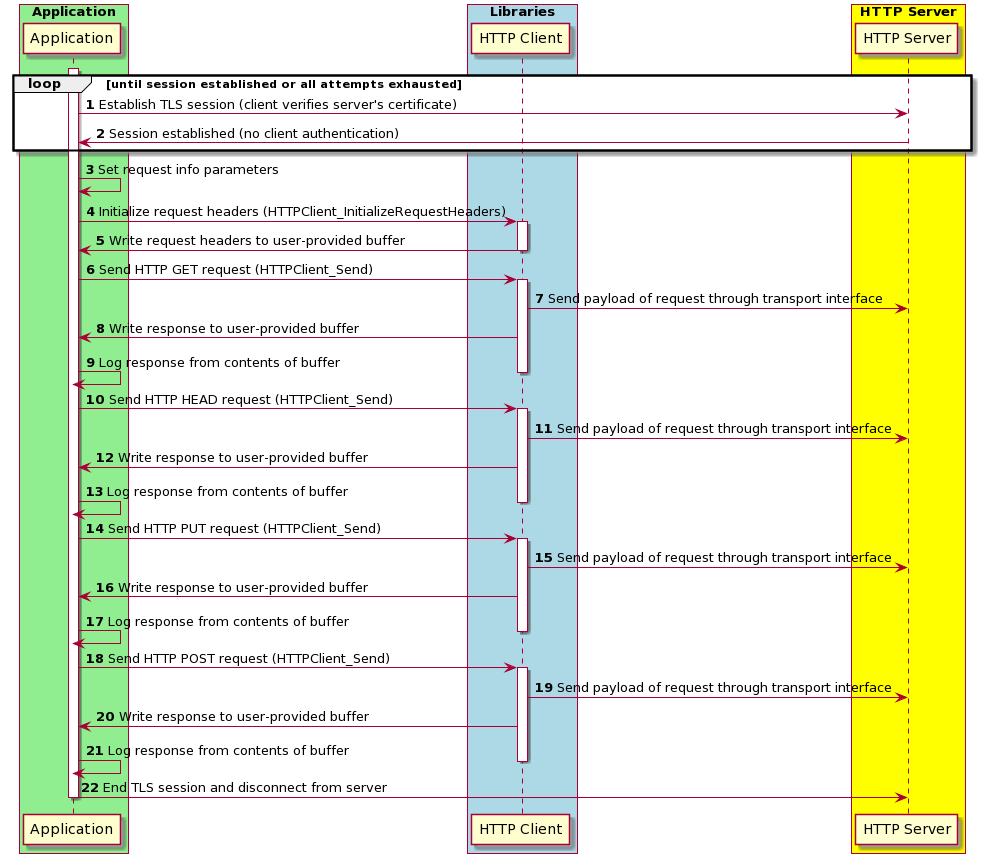 Application Libraries HTTP Server
Application HTTP Client HTTP Server
loop [until session established or all attempts exhausted]
1 Establish TLS session (client verifies server's certificate)
2 Session established (no client authentication)
3 Set request info parameters
4 Initialize request headers (HTTPClient_InitializeRequestHeaders)
5 Write request headers to user-provided buffer
6 Send HTTP GET request (HTTPClient_Send)
7 Send payload of request through transport interface
8 Write response to user-provided buffer
9 Log response from contents of buffer
10 Send HTTP HEAD request (HTTPClient_Send)
11 Send payload of request through transport interface
12 Write response to user-provided buffer
13 Log response from contents of buffer
14 Send HTTP PUT request (HTTPClient_Send)
15 Send payload of request through transport interface
16 Write response to user-provided buffer
17 Log response from contents of buffer
18 Send HTTP POST request (HTTPClient_Send)
19 Send payload of request through transport interface
20 Write response to user-provided buffer
21 Log response from contents of buffer
22 End TLS session and disconnect from server
Application HTTP Client HTTP Server